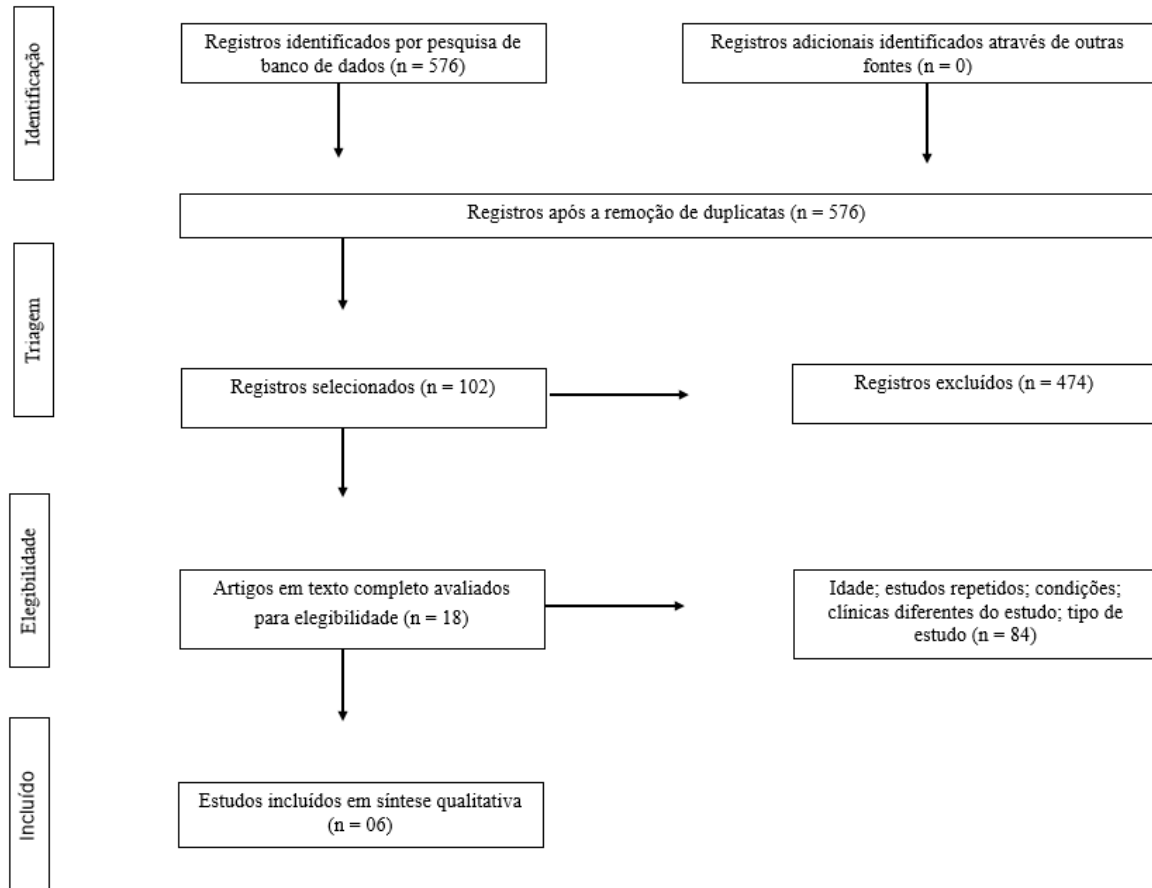 Identificação
Registros identificados por pesquisa de
banco de dados (n = 576)
Registros adicionais identificados através de outras
fontes (n = 0)
Registros após a remoção de duplicatas (n = 576)
Triagem
Registros selecionados (n = 102)
Registros excluídos (n = 474)
Elegibilidade
Artigos em texto completo avaliados
para elegibilidade (n = 18)
Idade; estudos repetidos; condições;
clínicas diferentes do estudo; tipo de
estudo (n = 84)
Incluído
Estudos incluídos em síntese qualitativa
(n = 06)